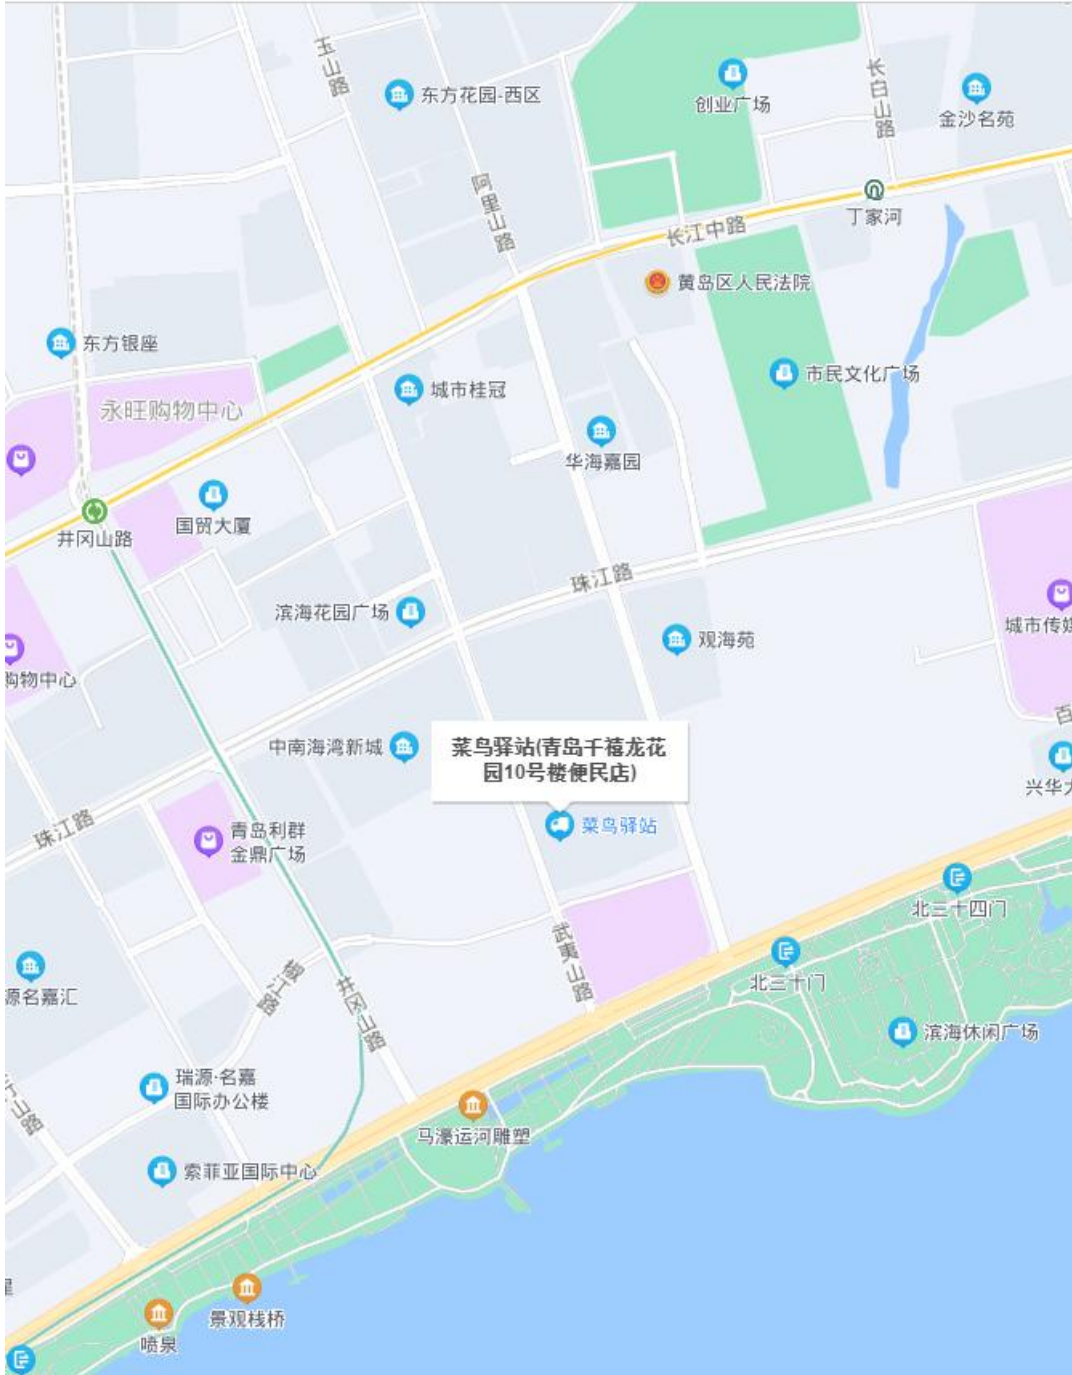 玉山路
东方花园-西区
创业广场
长白山路
金沙名苑
阿里山路
丁家河
长江中路
黄岛区人民法院
东方银座
城市桂冠
市民文化广场
永旺购物中心
华海嘉园
国贸大厦
井冈山路
珠江路
滨海花园广场
观海苑
城市传媒
购物中心
百
中南海湾新城
菜鸟驿站(青岛千禧龙花
园10号楼便民店)
兴华大
珠江路
青岛利群
金鼎广场
菜鸟驿站
北三十四门
武夷山路
北三十门
源名嘉汇
椒江路
井冈山路
滨海休闲广场
瑞源·名嘉
国际办公楼
山路
马濠运河雕塑
索菲亚国际中心
景观栈桥
喷泉